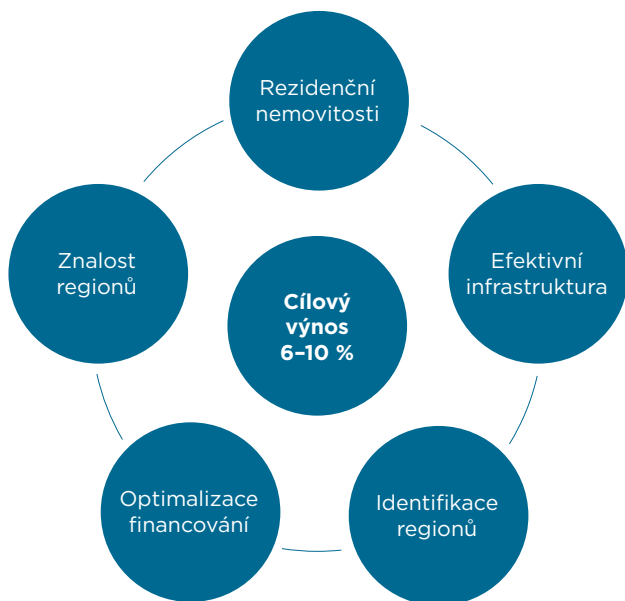 Rezidenční
nemovitosti
Znalost
regionů
Efektivní
infrastruktura
Cílový
výnos
6–10 %
Optimalizace
financování
Identifikace
regionů